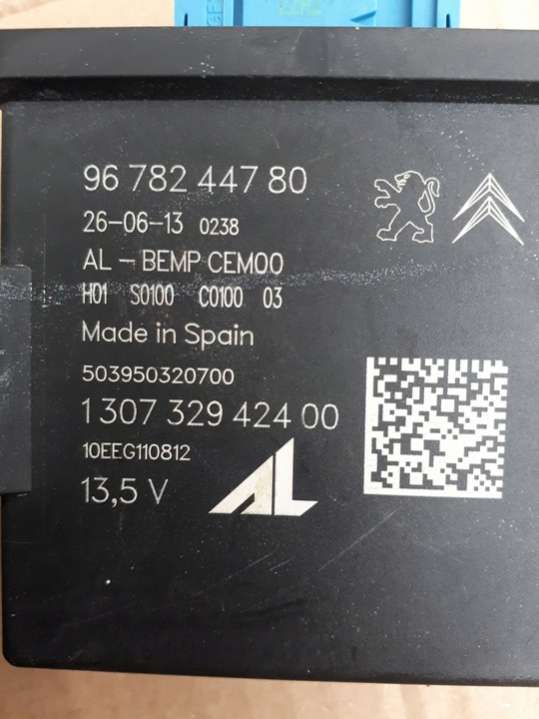 96 782 447 80
26-06-13 0238
AL - BEMP CEM00
H01 S0100 C0100 03
Made in Spain
503950320700
1 307 329 424 00
10EEG110812
13,5 V
AL